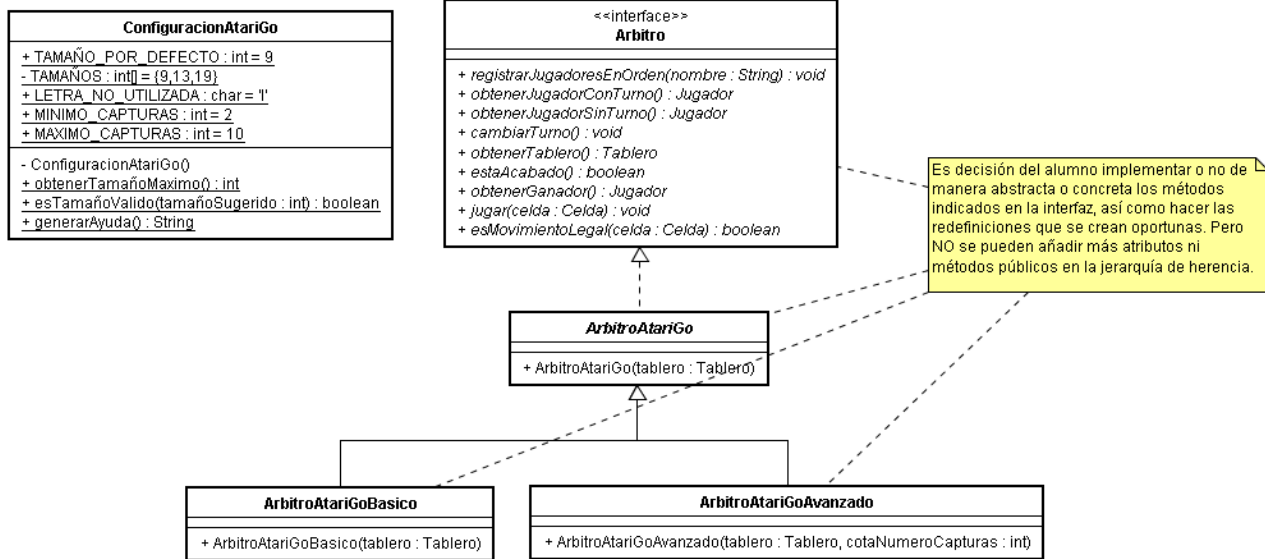 ConfiguracionAtariGo
+ TAMAÑO_POR_DEFECTO : int = 9
- TAMAÑOS : int[] = {9,13,19}
+ LETRA_NO_UTILIZADA : char = 'I'
+ MINIMO_CAPTURAS : int = 2
+ MAXIMO_CAPTURAS : int = 10
- ConfiguracionAtariGo()
+ obtenerTamañoMaximo() : int
+ esTamañoValido(tamañoSugerido : int) : boolean
+ generarAyuda() : String
<<interface>>
Arbitro
+ registrarJugadoresEnOrden(nombre : String) : void
+ obtenerJugadorConTurno() : Jugador
+ obtenerJugadorSinTurno() : Jugador
+ cambiarTurno() : void
+ obtenerTablero() : Tablero
+ estaAcabado() : boolean
+ obtenerGanador() : Jugador
+ jugar(celda : Celda) : void
+ esMovimientoLegal(celda : Celda) : boolean
Es decisión del alumno implementar o no de
manera abstracta o concreta los métodos
indicados en la interfaz, así como hacer las
redefiniciones que se crean oportunas. Pero
NO se pueden añadir más atributos ni
métodos públicos en la jerarquía de herencia.
ArbitroAtariGo
+ ArbitroAtariGo(tablero : Tablero)
ArbitroAtariGoBasico
+ ArbitroAtariGoBasico(tablero : Tablero)
ArbitroAtariGoAvanzado
+ ArbitroAtariGoAvanzado(tablero : Tablero, cotaNumeroCapturas : int)